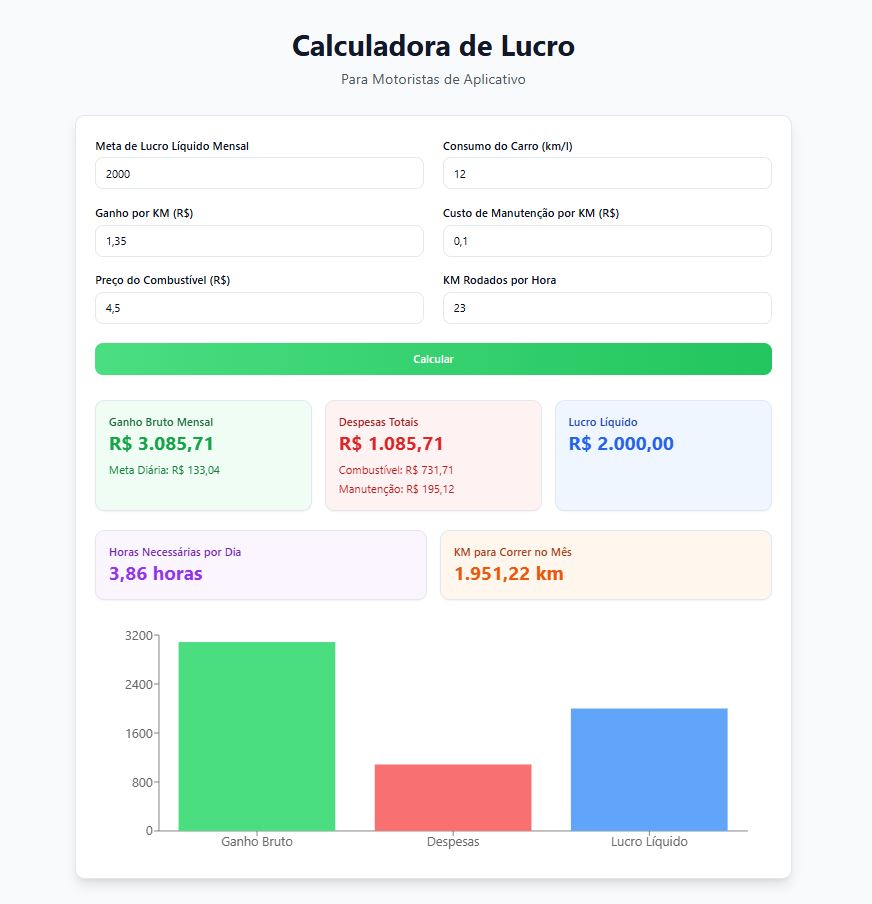 Calculadora de Lucro
Para Motoristas de Aplicativo
Meta de Lucro Líquido Mensal
2000
Consumo do Carro (km/l)
12
Ganho por KM (R$)
1,35
Custo de Manutenção por KM (R$)
0,1
Preço do Combustível (R$)
4,5
KM Rodados por Hora
23
Calcular
Ganho Bruto Mensal
R$ 3.085,71
Meta Diária: R$ 133,04
Despesas Totais
R$ 1.085,71
Combustível: R$ 731,71
Manutenção: R$ 195,12
Lucro Líquido
R$ 2.000,00
Horas Necessárias por Dia
3,86 horas
KM para Correr no Mês
1.951,22 km
3200
2400
1600
800
0
Ganho Bruto
Despesas
Lucro Líquido